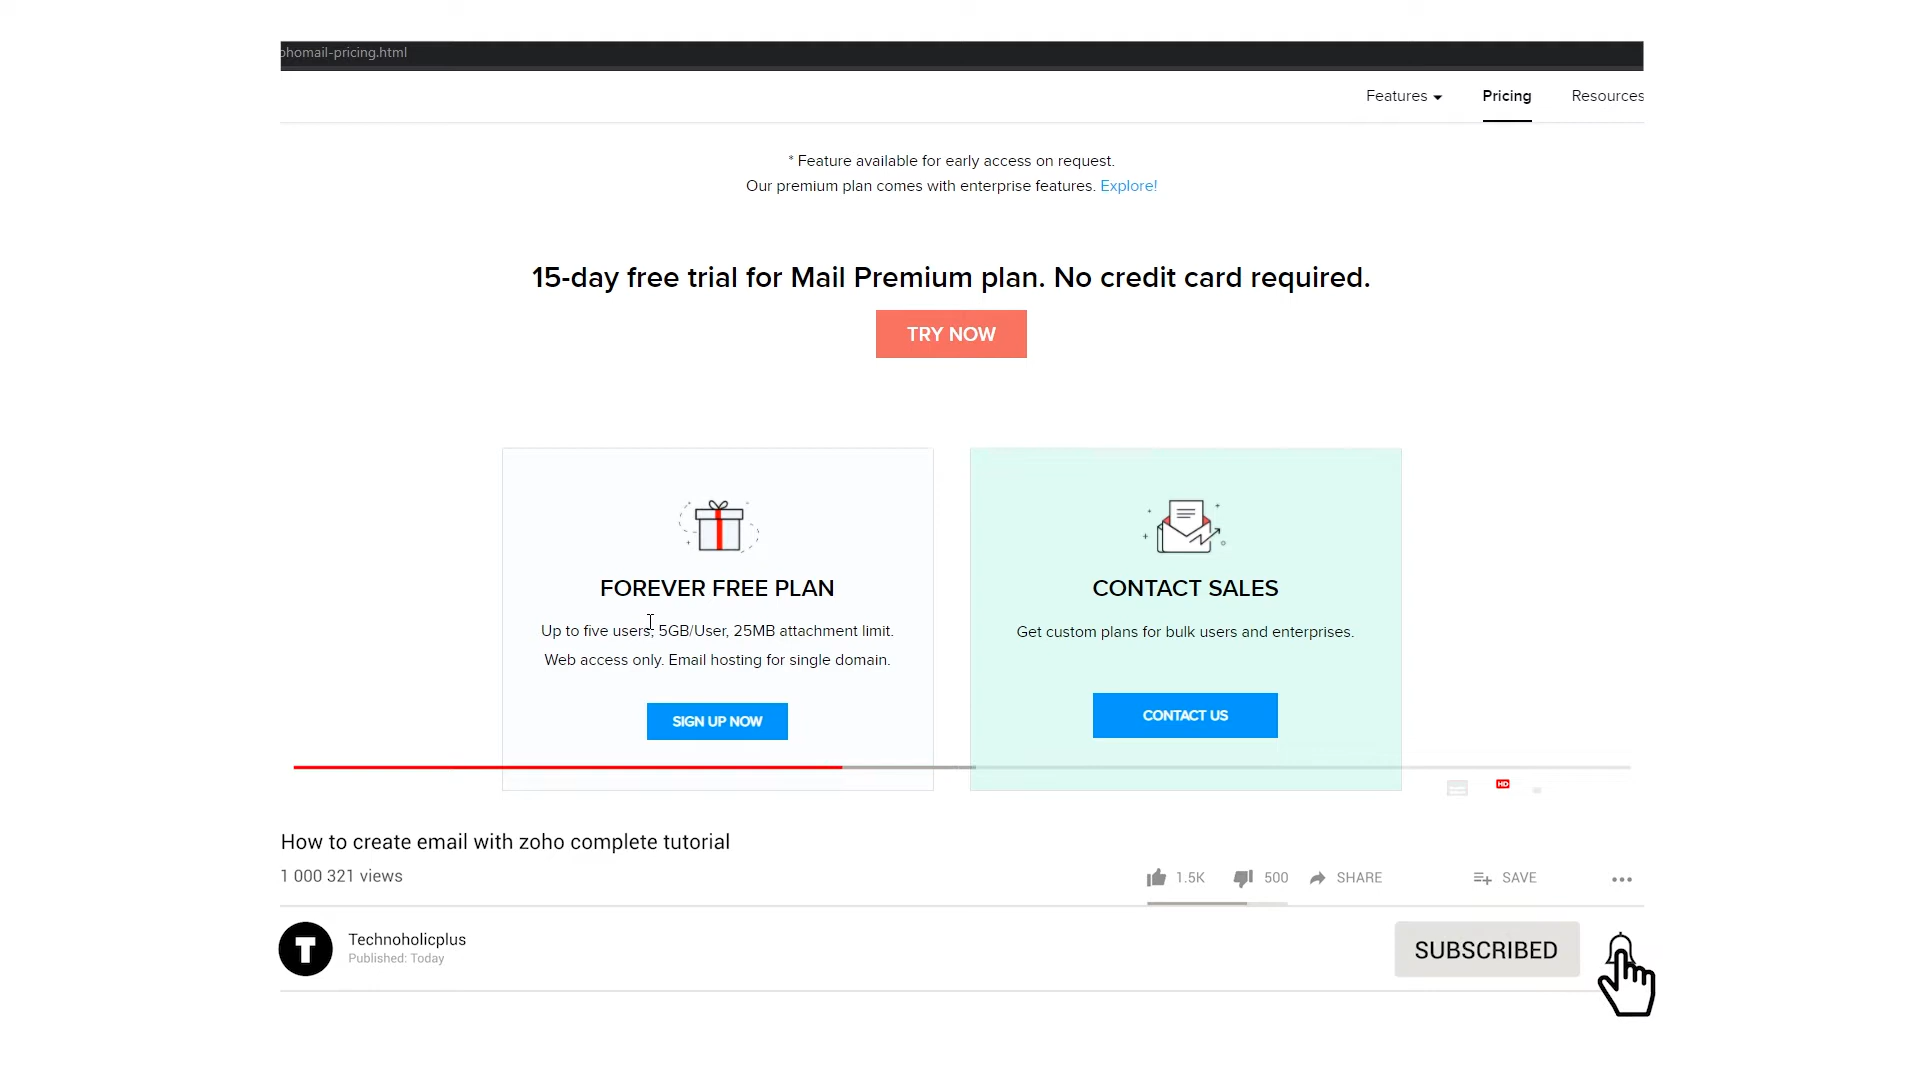 ohomail-pricing.html
Features
Pricing
Resources
* Feature available for early access on request.
Our premium plan comes with enterprise features. Explore!
15-day free trial for Mail Premium plan. No credit card required.
TRY NOW
FOREVER FREE PLAN
Up to five users, 5GB/User, 25MB attachment limit.
Web access only. Email hosting for single domain.
SIGN UP NOW
CONTACT SALES
Get custom plans for bulk users and enterprises.
CONTACT US
HD
How to create email with zoho complete tutorial
1 000 321 views
1.5K
500
SHARE
SAVE
T
Technoholicplus
Published: Today
SUBSCRIBED